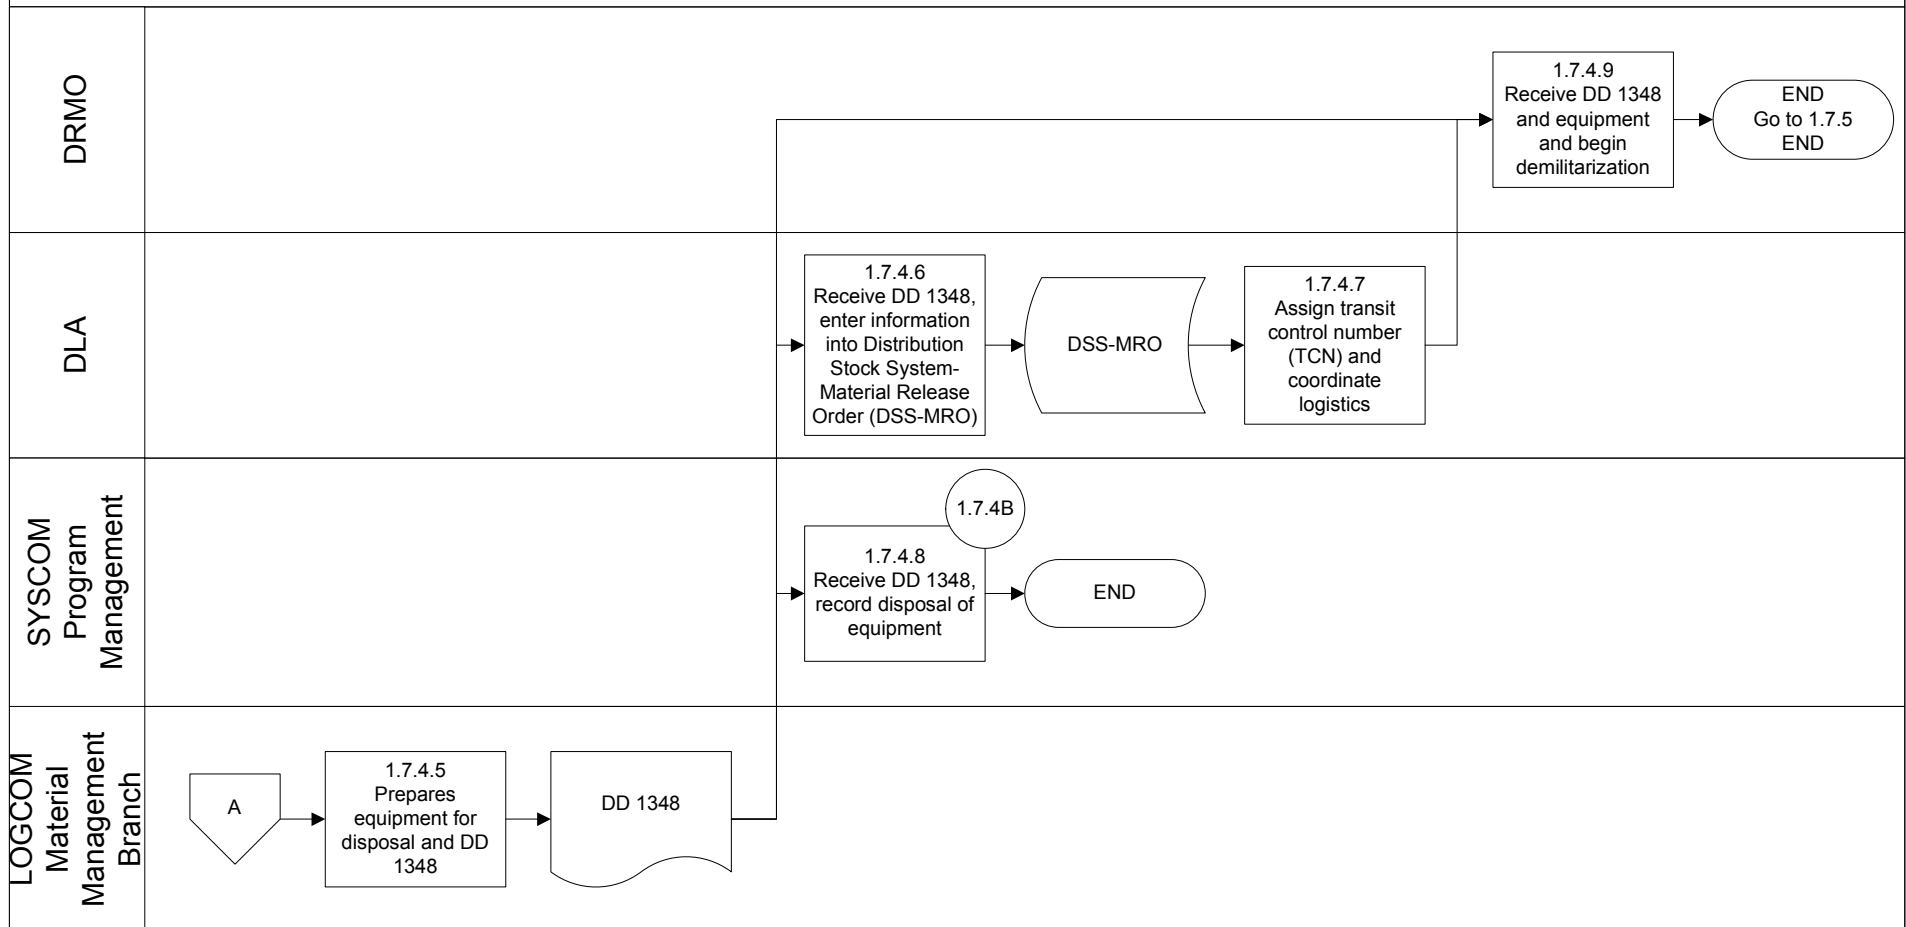 DRMO
1.7.4.9
Receive DD 1348
and equipment
and begin
demilitarization
END
Go to 1.7.5
END
DLA
1.7.4.6
Receive DD 1348,
enter information
into Distribution
Stock System-
Material Release
Order (DSS-MRO)
DSS-MRO
1.7.4.7
Assign transit
control number
(TCN) and
coordinate
logistics
SYSCOM
Program
Management
1.7.4B
1.7.4.8
Receive DD 1348,
record disposal of
equipment
END
LOGCOM
Material
Management
Branch
A
1.7.4.5
Prepares
equipment for
disposal and DD
1348
DD 1348